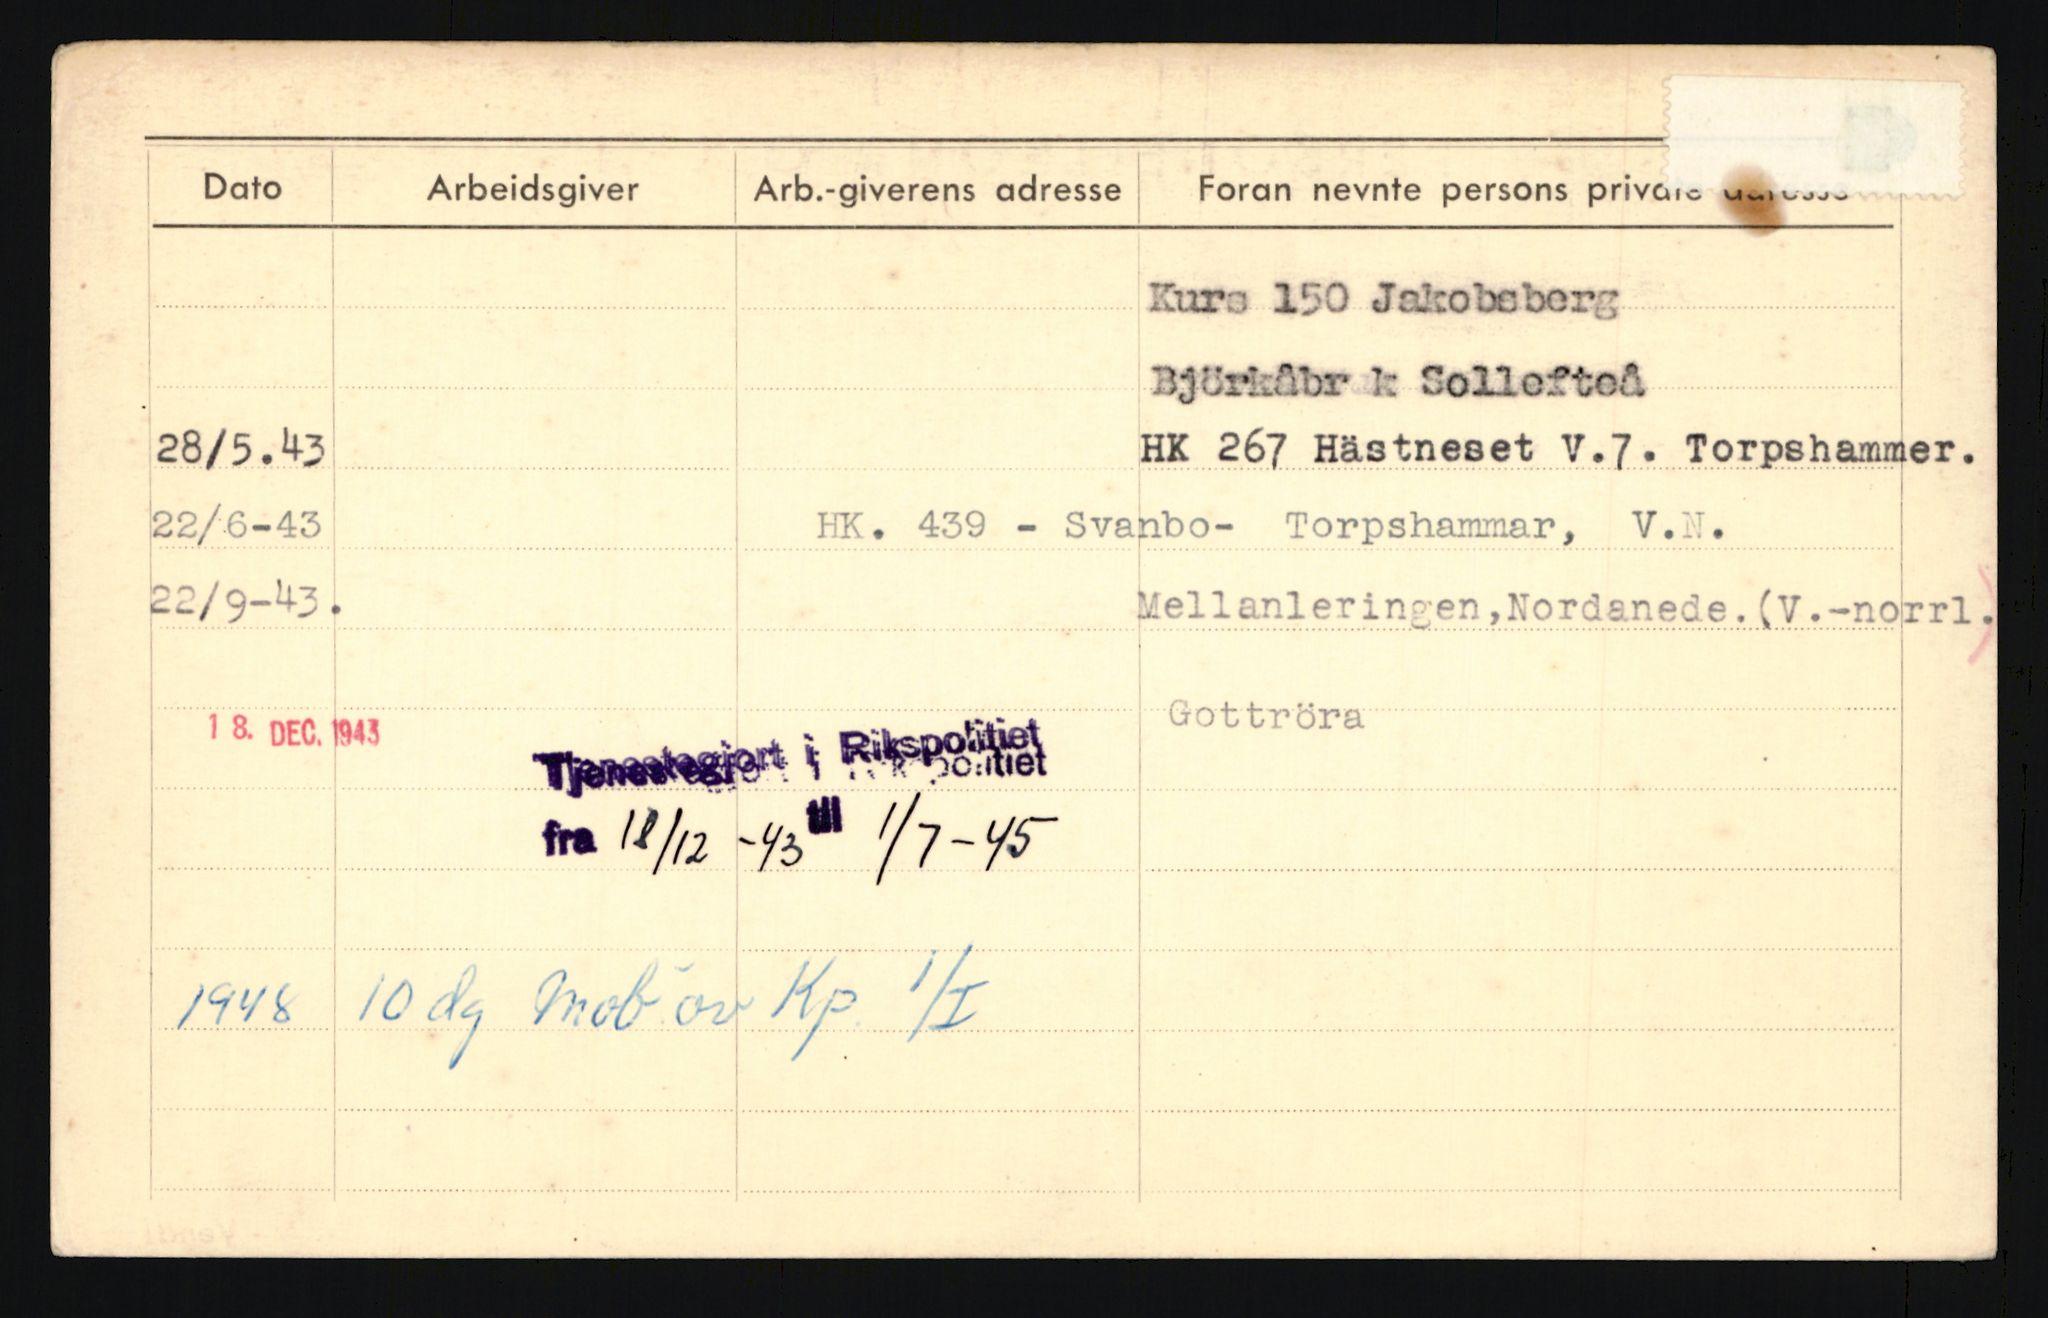 Dato Arbeidsgiver Arb.-giverens adresse Foran nevnte persons private adresse
Kurs 150 Jakobsberg
Björkåbr k Sollefteå
28/5.43 HK 267 Hästneset V.7. Torpshammer.
22/6-43 HK. 439 - Svanbo- Torpshammar, V.N.
22/9-43. Mellanleringen,Nordanede.(V.-norrl.)
Gottröra
18. DEC. 1943
Tjenestegjort i Rikspolitiet
fra 18/12 -43 til 1/7-45
1948 10 dg Mob öv Kp. 1/I